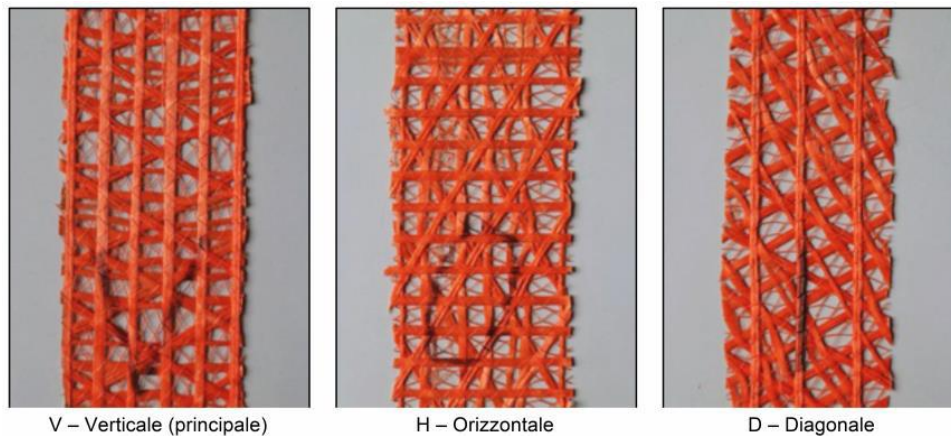 V – Verticale (principale)
H – Orizzontale
D – Diagonale